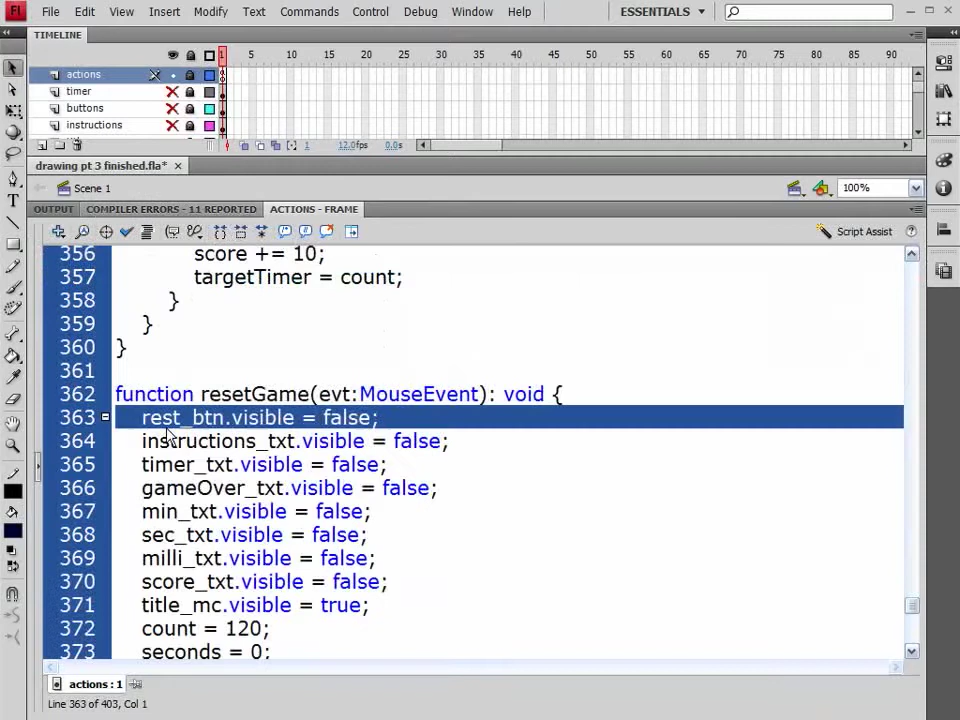 Fl File Edit View Insert Modify Text Commands Control Debug Window Help ESSENTIALS
TIMELINE
1 5 10 15 20 25 30 35 40 45 50 55 60 65 70 75 80 85 90
actions
timer
buttons
instructions
1 12.0fps 0.0s
drawing pt 3 finished.fla*
Scene 1 100%
OUTPUT COMPILER ERRORS - 11 REPORTED ACTIONS - FRAME
Script Assist
356 score += 10;
357 targetTimer = count;
358 }
359 }
360 }
361
362 function resetGame(evt:MouseEvent): void {
363 rest_btn.visible = false;
364 instructions_txt.visible = false;
365 timer_txt.visible = false;
366 gameOver_txt.visible = false;
367 min_txt.visible = false;
368 sec_txt.visible = false;
369 milli_txt.visible = false;
370 score_txt.visible = false;
371 title_mc.visible = true;
372 count = 120;
373 seconds = 0;
actions : 1
Line 363 of 403, Col 1